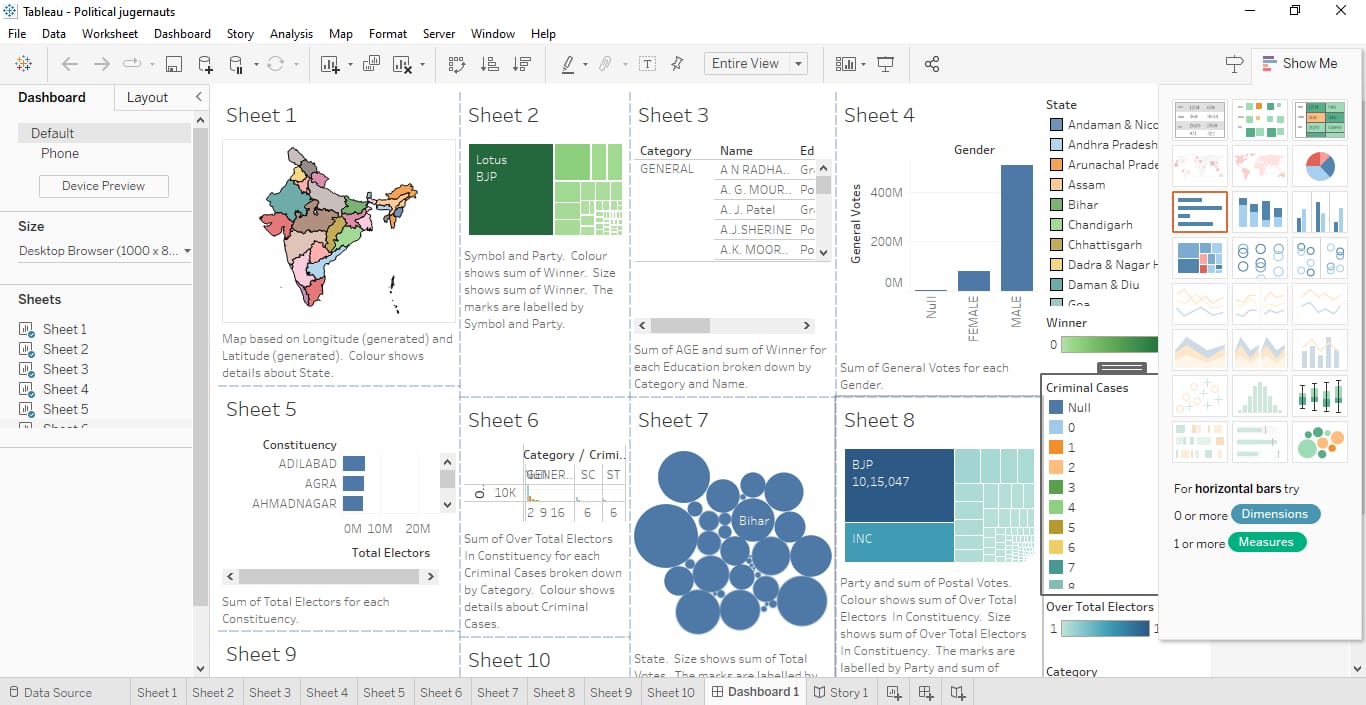 Tableau - Political jugernauts
File Data Worksheet Dashboard Story Analysis Map Format Server Window Help
Entire View
Show Me
Dashboard Layout
Default
Phone
Device Preview
Size
Desktop Browser (1000 x 8...
Sheets
Sheet 1
Sheet 2
Sheet 3
Sheet 4
Sheet 5
Sheet 1
Map based on Longitude (generated) and
Latitude (generated). Colour shows
details about State.
Sheet 2
Lotus
BJP
Symbol and Party. Colour
shows sum of Winner. Size
shows sum of Winner. The
marks are labelled by
Symbol and Party.
Sheet 3
Category Name Ed
GENERAL A N RADHA.. Gr
A. G. MOUR.. Po
A. J. Patel Gr
A.J.SHERINE Po
A.K. MOOR.. Po
Sum of AGE and sum of Winner for
each Education broken down by
Category and Name.
Sheet 4
Gender
General Votes
400M
200M
0M
Null
FEMALE
MALE
Sum of General Votes for each
Gender.
State
Andaman & Nico
Andhra Pradesh
Arunachal Prade
Assam
Bihar
Chandigarh
Chhattisgarh
Dadra & Nagar H
Daman & Diu
Goa
Winner
0
Sheet 5
Constituency
ADILABAD
AGRA
AHMADNAGAR
0M 10M 20M
Total Electors
Sum of Total Electors for each
Constituency.
Sheet 6
Category / Crimi..
GENER.. SC ST
O.. 10K
2 9 16 6 6
Sum of Over Total Electors
In Constituency for each
Criminal Cases broken down
by Category. Colour shows
details about Criminal
Cases.
Sheet 7
Bihar
State. Size shows sum of Total
Votes. The marks are labelled by
Sheet 8
BJP
10,15,047
INC
Party and sum of Postal Votes.
Colour shows sum of Over Total
Electors In Constituency. Size
shows sum of Over Total Electors
In Constituency. The marks are
labelled by Party and sum of
Criminal Cases
Null
0
1
2
3
4
5
6
7
8
Over Total Electors
1 1
Category
For horizontal bars try
0 or more Dimensions
1 or more Measures
Sheet 9
Sheet 10
Data Source Sheet 1 Sheet 2 Sheet 3 Sheet 4 Sheet 5 Sheet 6 Sheet 7 Sheet 8 Sheet 9 Sheet 10 Dashboard 1 Story 1